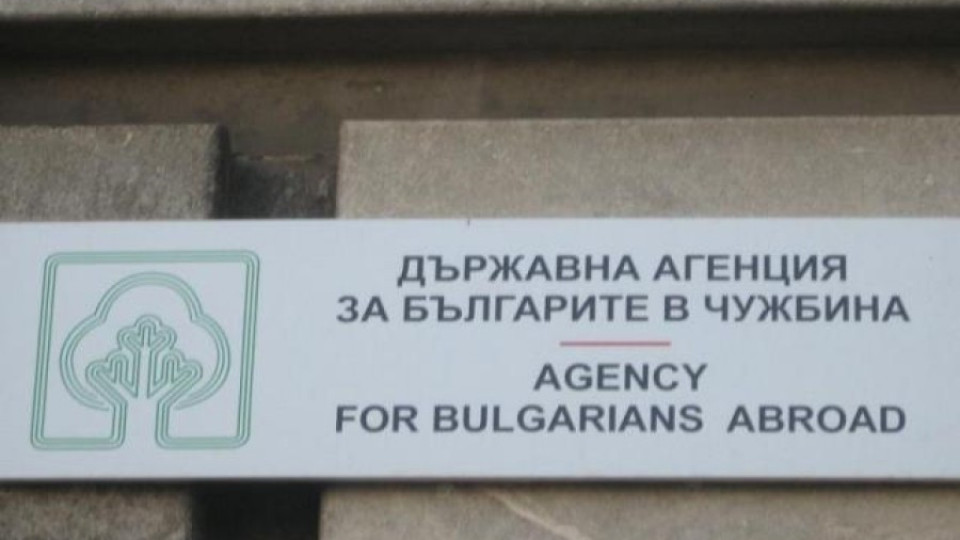 ДЪРЖАВНА АГЕНЦИЯ
ЗА БЪЛГАРИТЕ В ЧУЖБИНА
AGENCY
FOR BULGARIANS ABROAD